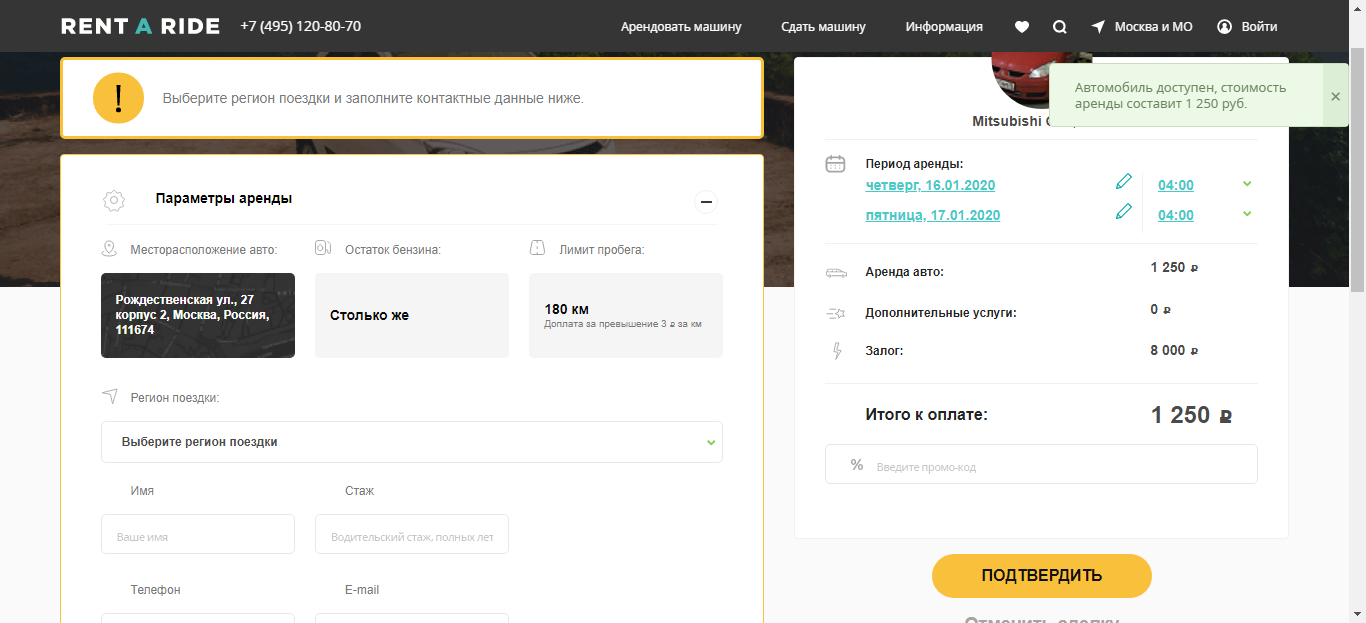 RENT A RIDE +7 (495) 120-80-70 Арендовать машину Сдать машину Информация Москва и МО Войти
Выберите регион поездки и заполните контактные данные ниже.
Параметры аренды
Месторасположение авто: Остаток бензина: Лимит пробега:
Рождественская ул., 27
корпус 2, Москва, Россия,
111674
Столько же
180 км
Доплата за превышение 3 ₽ за км
Регион поездки:
Выберите регион поездки
Имя Стаж
Ваше имя Водительский стаж, полных лет
Телефон E-mail
Автомобиль доступен, стоимость
аренды составит 1 250 руб.
×
Mitsubishi
Период аренды:
четверг, 16.01.2020 04:00
пятница, 17.01.2020 04:00
Аренда авто: 1 250 ₽
Дополнительные услуги: 0 ₽
Залог: 8 000 ₽
Итого к оплате: 1 250 ₽
% Введите промо-код
ПОДТВЕРДИТЬ
Отменить сделку